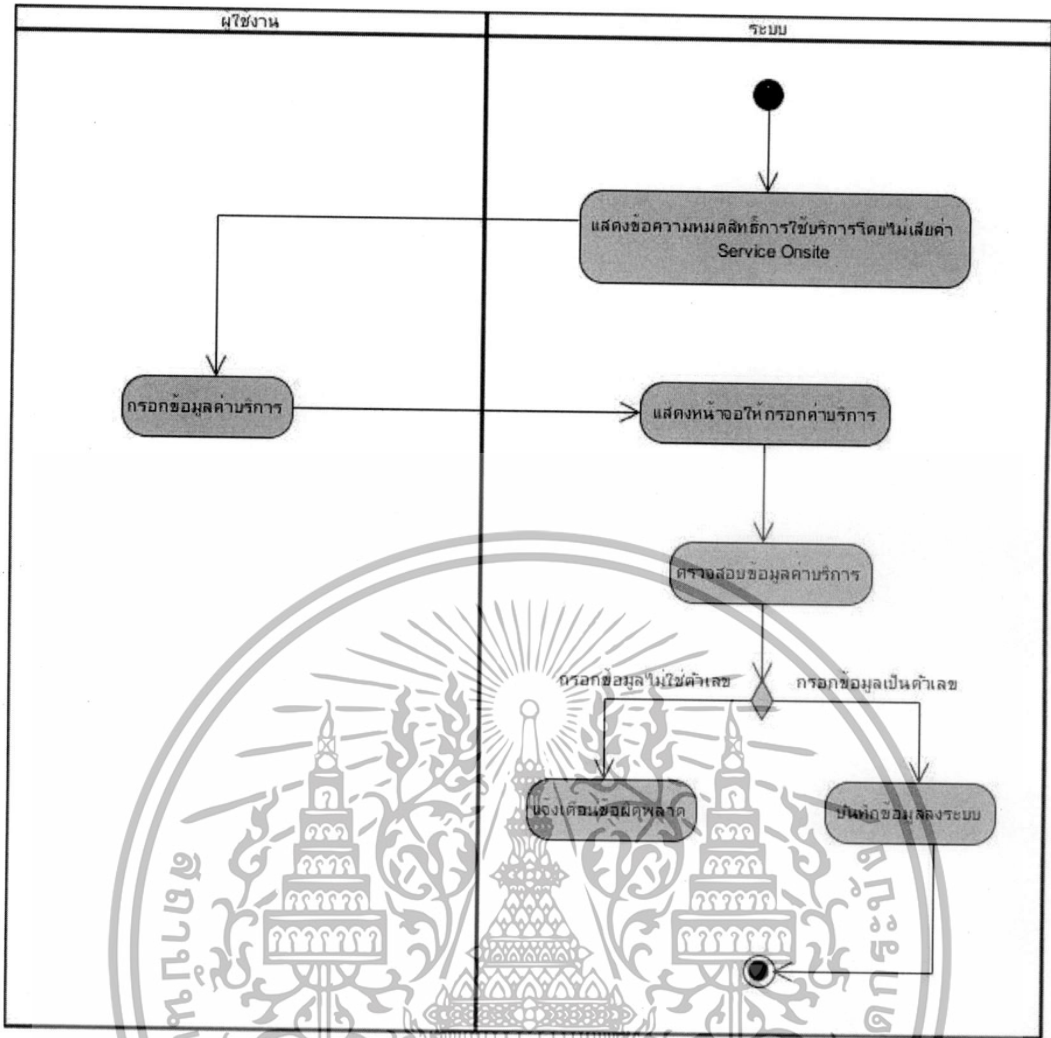 ผู้ใช้งาน
ระบบ
แสดงข้อความหมดสิทธิ์การใช้บริการโดยไม่เสียค่า
Service Onsite
กรอกข้อมูลค่าบริการ
แสดงหน้าจอให้กรอกค่าบริการ
ตรวจสอบข้อมูลค่าบริการ
กรอกข้อมูลไม่ใช่ตัวเลข
กรอกข้อมูลเป็นตัวเลข
แจ้งเตือนข้อผิดพลาด
บันทึกข้อมูลลงระบบ